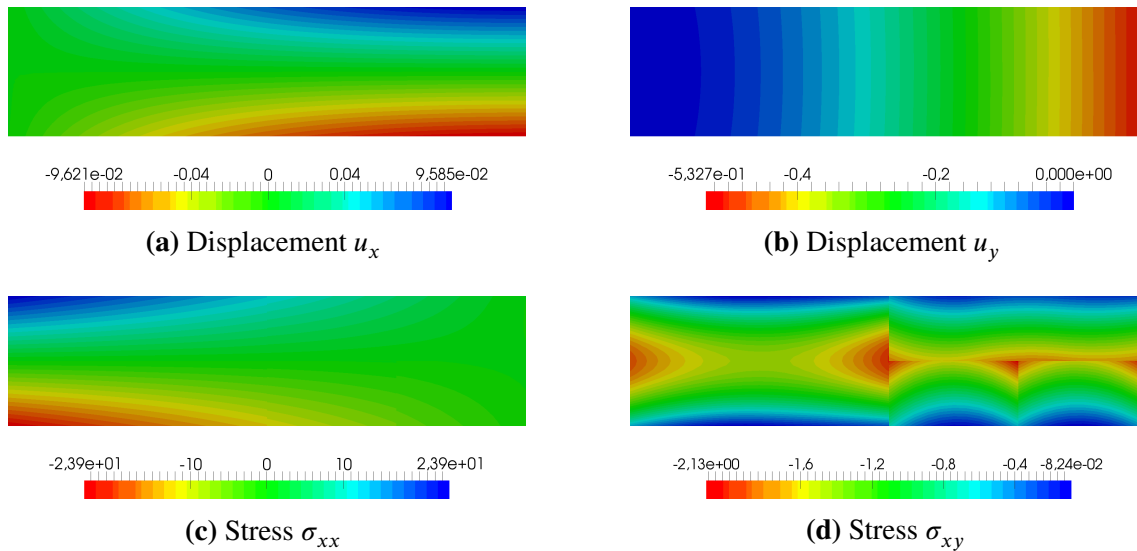 -9,621e-02 -0,04 0 0,04 9,585e-02
(a) Displacement u_x
-5,327e-01 -0,4 -0,2 0,000e+00
(b) Displacement u_y
-2,39e+01 -10 0 10 2,39e+01
(c) Stress σ_xx
-2,13e+00 -1,6 -1,2 -0,8 -0,4 -8,24e-02
(d) Stress σ_xy